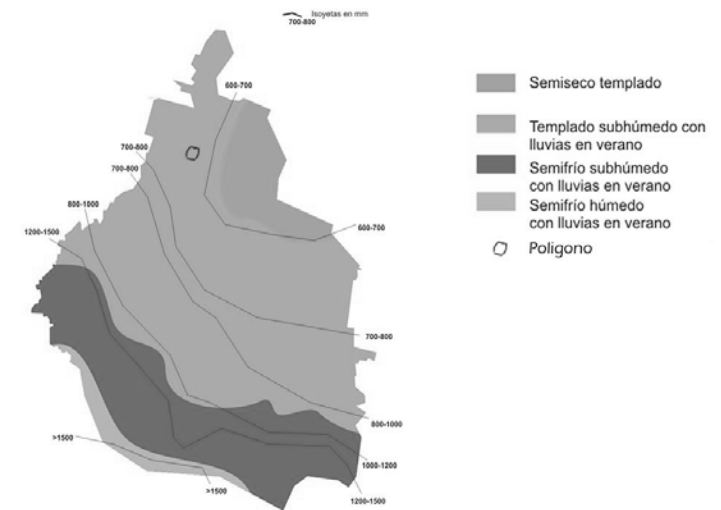 Isoyetas en mm
700-800
600-700
700-800
700-800
800-1000
1200-1500
600-700
700-800
800-1000
1000-1200
1200-1500
>1500
>1500
Semiseco templado
Templado subhúmedo con
lluvias en verano
Semifrío subhúmedo
con lluvias en verano
Semifrío húmedo
con lluvias en verano
Poligono